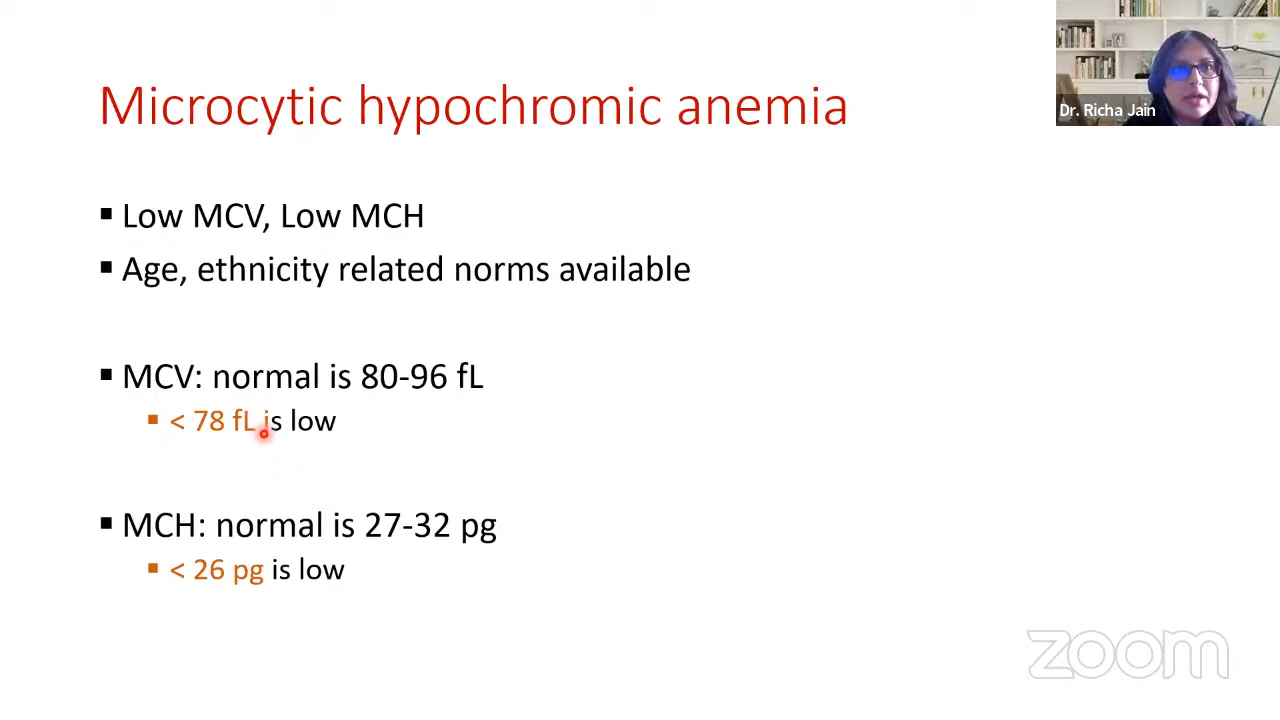 Microcytic hypochromic anemia
Dr. Richa Jain
▪ Low MCV, Low MCH
▪ Age, ethnicity related norms available
▪ MCV: normal is 80-96 fL
▪ < 78 fL is low
▪ MCH: normal is 27-32 pg
▪ < 26 pg is low
zoom